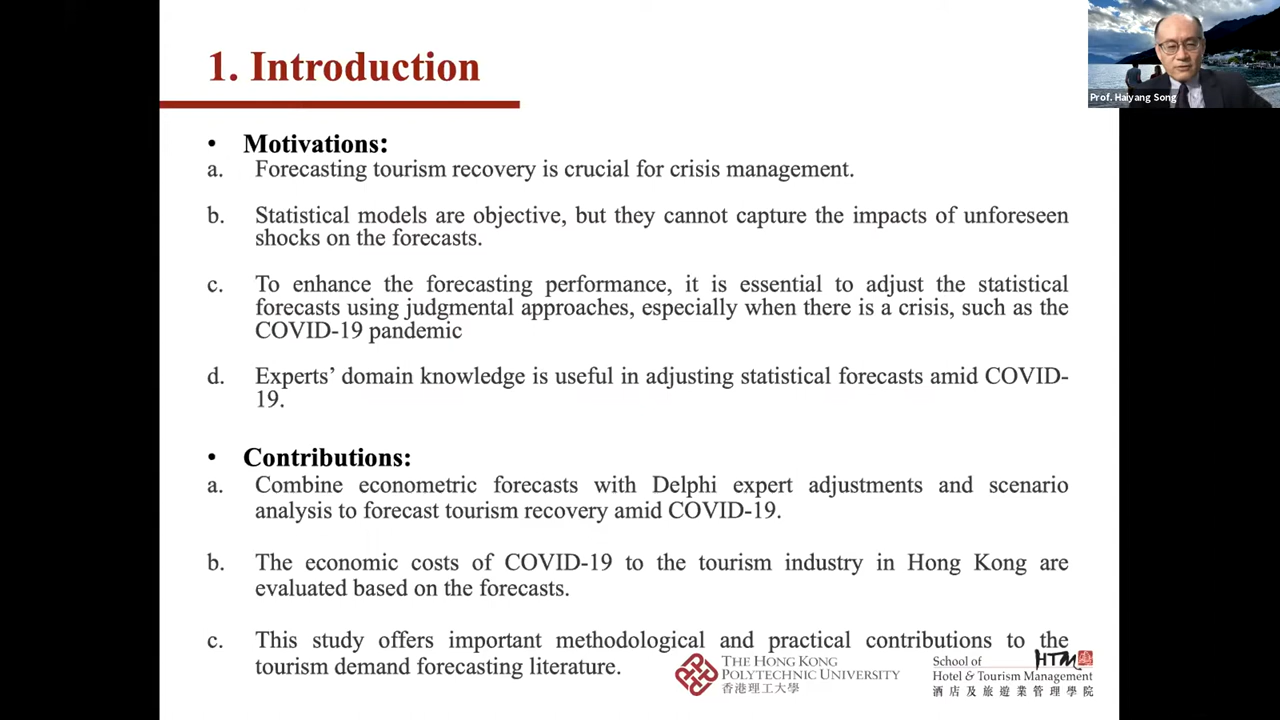 1. Introduction
Prof. Haiyang Song
• Motivations:
a. Forecasting tourism recovery is crucial for crisis management.
b. Statistical models are objective, but they cannot capture the impacts of unforeseen
shocks on the forecasts.
c. To enhance the forecasting performance, it is essential to adjust the statistical
forecasts using judgmental approaches, especially when there is a crisis, such as the
COVID-19 pandemic
d. Experts’ domain knowledge is useful in adjusting statistical forecasts amid COVID-
19.
• Contributions:
a. Combine econometric forecasts with Delphi expert adjustments and scenario
analysis to forecast tourism recovery amid COVID-19.
b. The economic costs of COVID-19 to the tourism industry in Hong Kong are
evaluated based on the forecasts.
c. This study offers important methodological and practical contributions to the
tourism demand forecasting literature.
THE HONG KONG
POLYTECHNIC UNIVERSITY
香港理工大學
School of HTM
Hotel & Tourism Management
酒店及旅遊業管理學院